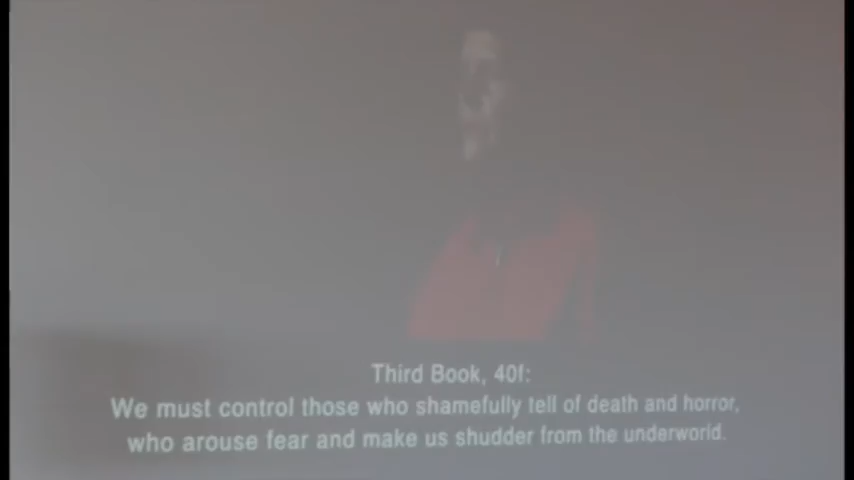 Third Book, 40f:
We must control those who shamefully tell of death and horror,
who arouse fear and make us shudder from the underworld.